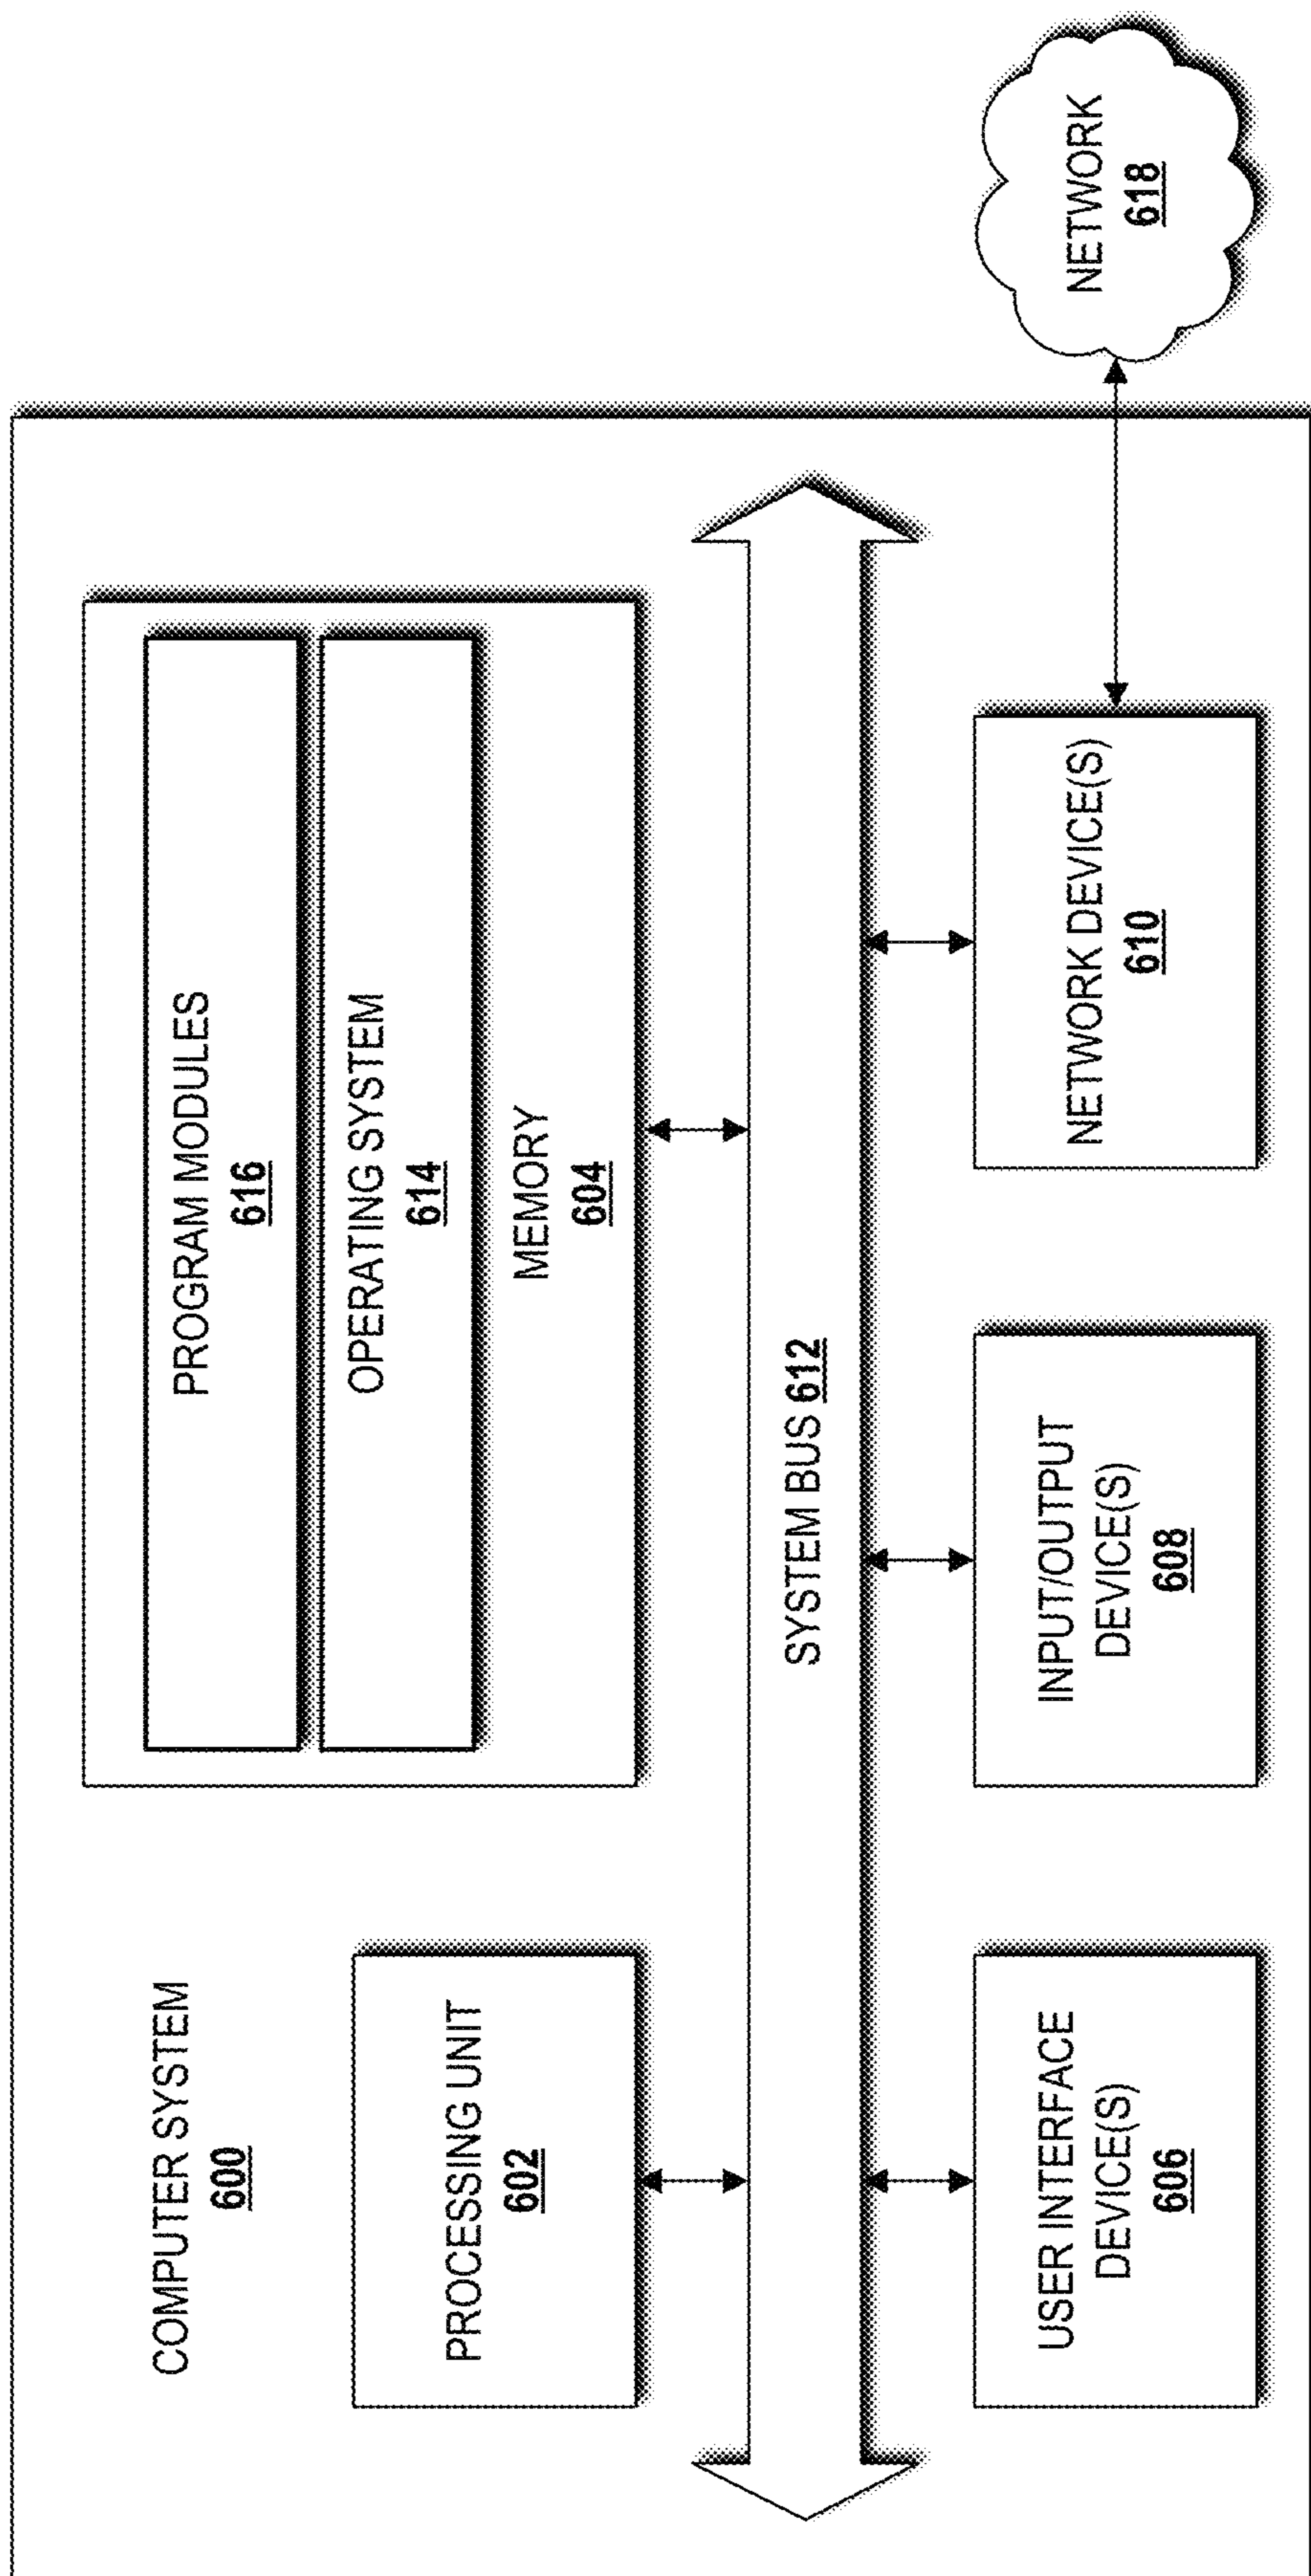 COMPUTER SYSTEM
600
PROCESSING UNIT
602
PROGRAM MODULES
616
OPERATING SYSTEM
614
MEMORY
604
SYSTEM BUS 612
USER INTERFACE
DEVICE(S)
606
INPUT/OUTPUT
DEVICE(S)
608
NETWORK DEVICE(S)
610
NETWORK
618